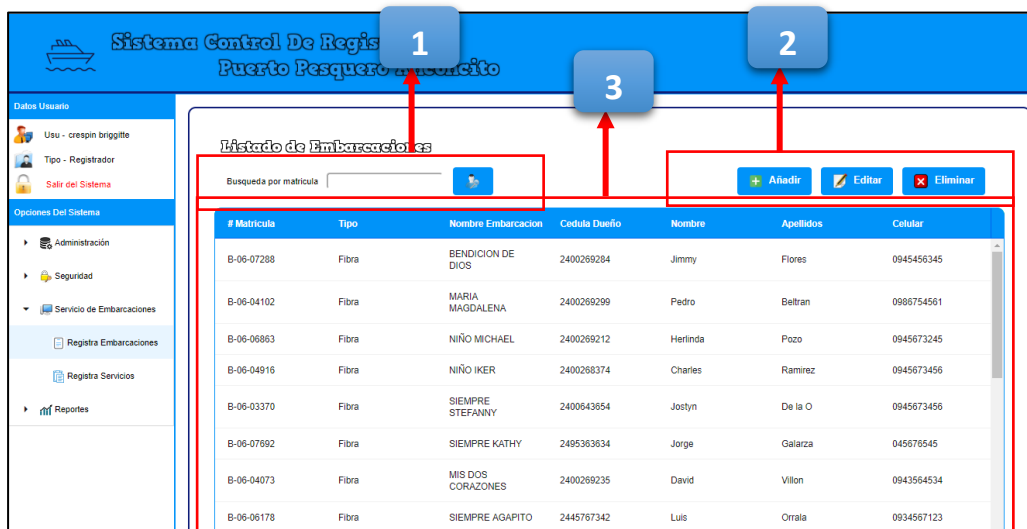 Sistema Control De Regis
Puerto Pesquero
1
2
3
Datos Usuario
Usu - crespin briggitte
Tipo - Registrador
Salir del Sistema
Opciones Del Sistema
Administración
Seguridad
Servicio de Embarcaciones
Registra Embarcaciones
Registra Servicios
Reportes
Listado de Embarcaciones
Busqueda por matricula
Añadir Editar Eliminar
# Matricula Tipo Nombre Embarcacion Cedula Dueño Nombre Apellidos Celular
B-06-07288 Fibra BENDICION DE DIOS 2400269284 Jimmy Flores 0945456345
B-06-04102 Fibra MARIA MAGDALENA 2400269299 Pedro Beltran 0986754561
B-06-06863 Fibra NIÑO MICHAEL 2400269212 Herlinda Pozo 0945673245
B-06-04916 Fibra NIÑO IKER 2400268374 Charles Ramirez 0945673456
B-06-03370 Fibra SIEMPRE STEFANNY 2400643654 Jostyn De la O 0945673456
B-06-07692 Fibra SIEMPRE KATHY 2495363634 Jorge Galarza 045676545
B-06-04073 Fibra MIS DOS CORAZONES 2400269235 David Villon 0943564534
B-06-06178 Fibra SIEMPRE AGAPITO 2445767342 Luis Orrala 0934567123